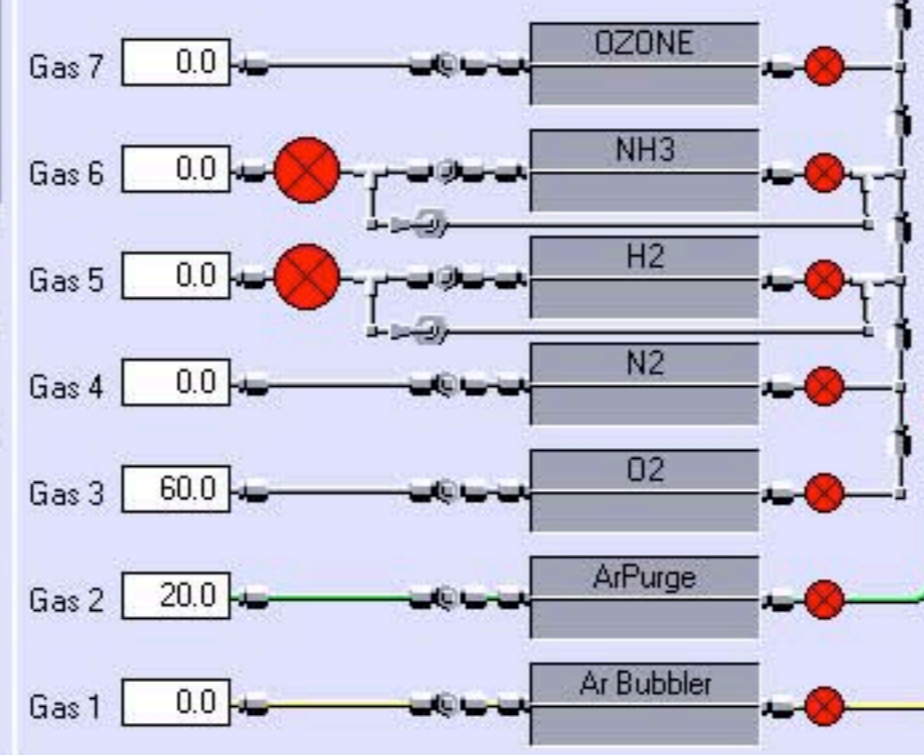 Gas 7 0.0 OZONE
Gas 6 0.0 NH3
Gas 5 0.0 H2
Gas 4 0.0 N2
Gas 3 60.0 O2
Gas 2 20.0 ArPurge
Gas 1 0.0 Ar Bubbler